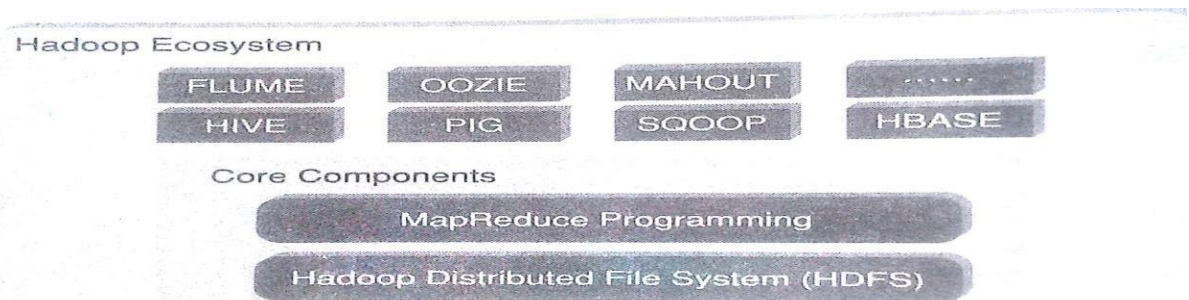 Hadoop Ecosystem
FLUME OOZIE MAHOUT ......
HIVE PIG SQOOP HBASE
Core Components
MapReduce Programming
Hadoop Distributed File System (HDFS)